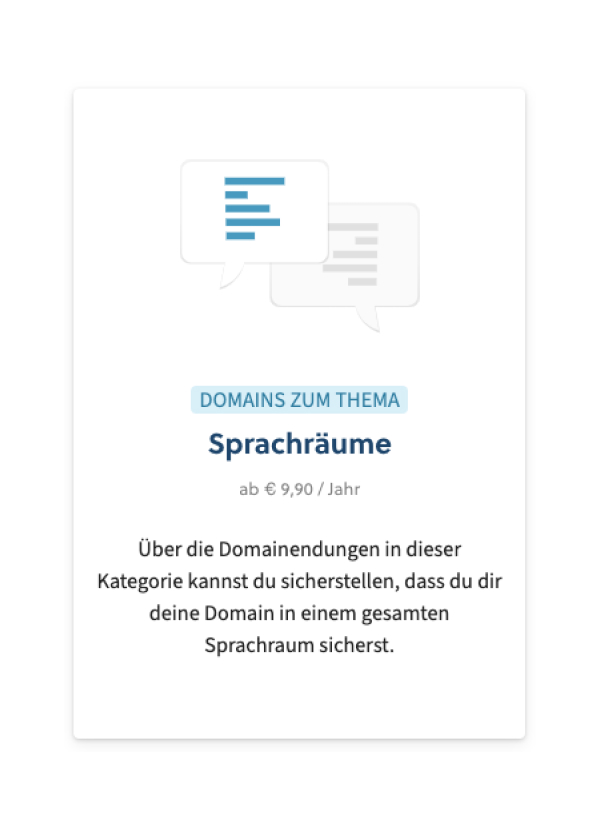 DOMAINS ZUM THEMA
Sprachräume
ab € 9,90 / Jahr
Über die Domainendungen in dieser
Kategorie kannst du sicherstellen, dass du dir
deine Domain in einem gesamten
Sprachraum sicherst.